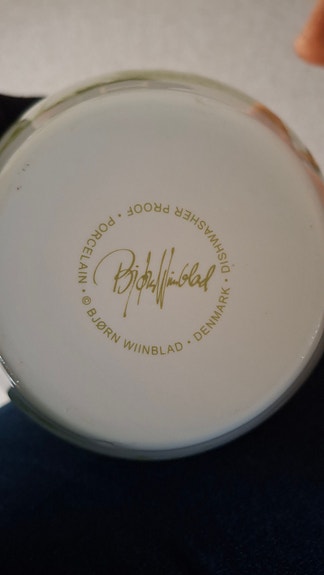 Bjørn Wiinblad
PORCELAIN • DISHWASHER PROOF •
© BJØRN WIINBLAD • DENMARK •